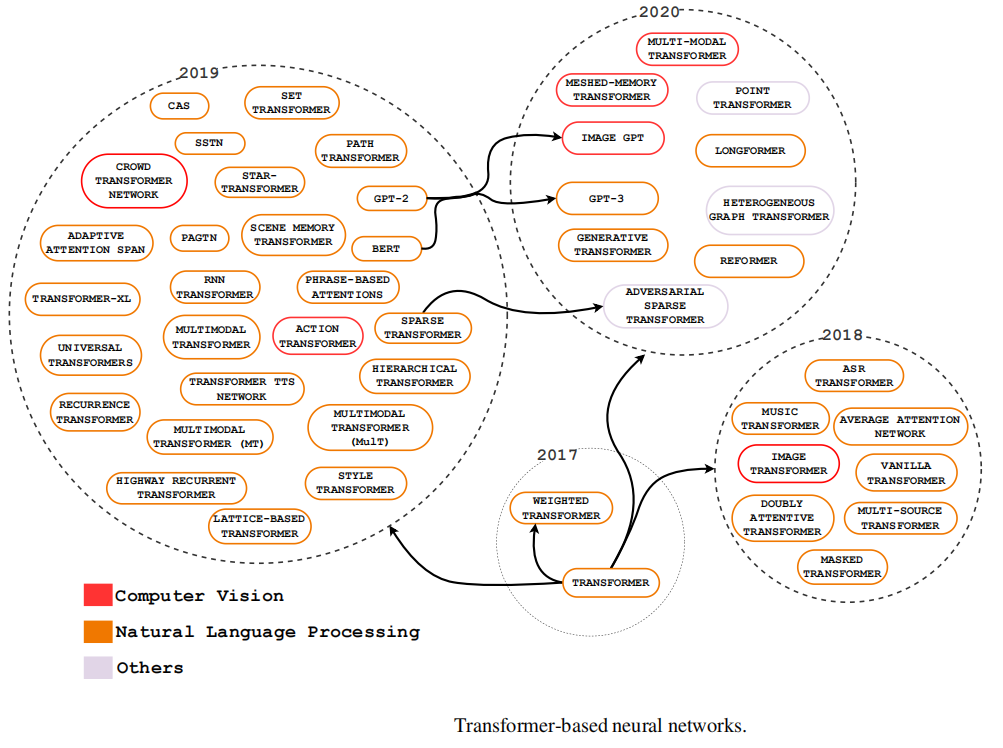 2020
MULTI-MODAL
TRANSFORMER
MESHED-MEMORY
TRANSFORMER
POINT
TRANSFORMER
IMAGE GPT
LONGFORMER
GPT-3
HETEROGENEOUS
GRAPH TRANSFORMER
GENERATIVE
TRANSFORMER
REFORMER
ADVERSARIAL
SPARSE
TRANSFORMER
2019
CAS
SET
TRANSFORMER
SSTN
PATH
TRANSFORMER
CROWD
TRANSFORMER
NETWORK
STAR-
TRANSFORMER
GPT-2
ADAPTIVE
ATTENTION SPAN
PAGTN
SCENE MEMORY
TRANSFORMER
BERT
TRANSFORMER-XL
RNN
TRANSFORMER
PHRASE-BASED
ATTENTIONS
UNIVERSAL
TRANSFORMERS
MULTIMODAL
TRANSFORMER
ACTION
TRANSFORMER
SPARSE
TRANSFORMER
TRANSFORMER TTS
NETWORK
HIERARCHICAL
TRANSFORMER
RECURRENCE
TRANSFORMER
MULTIMODAL
TRANSFORMER (MT)
MULTIMODAL
TRANSFORMER
(MulT)
HIGHWAY RECURRENT
TRANSFORMER
STYLE
TRANSFORMER
LATTICE-BASED
TRANSFORMER
2018
ASR
TRANSFORMER
MUSIC
TRANSFORMER
AVERAGE ATTENTION
NETWORK
IMAGE
TRANSFORMER
VANILLA
TRANSFORMER
DOUBLY
ATTENTIVE
TRANSFORMER
MULTI-SOURCE
TRANSFORMER
MASKED
TRANSFORMER
2017
WEIGHTED
TRANSFORMER
TRANSFORMER
Computer Vision
Natural Language Processing
Others
Transformer-based neural networks.